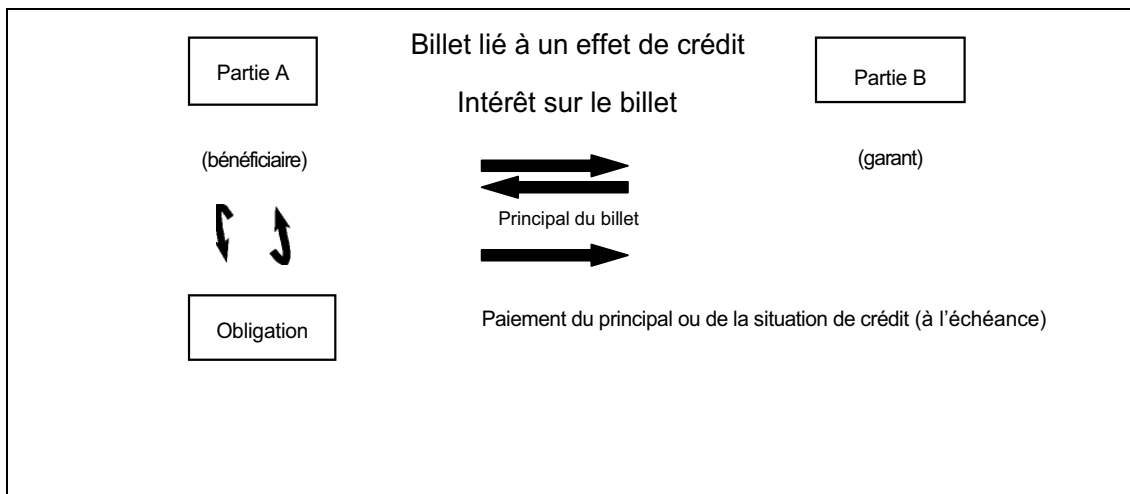 Billet lié à un effet de crédit
Partie A
Partie B
Intérêt sur le billet
(bénéficiaire)
(garant)
Principal du billet
Obligation
Paiement du principal ou de la situation de crédit (à l'échéance)